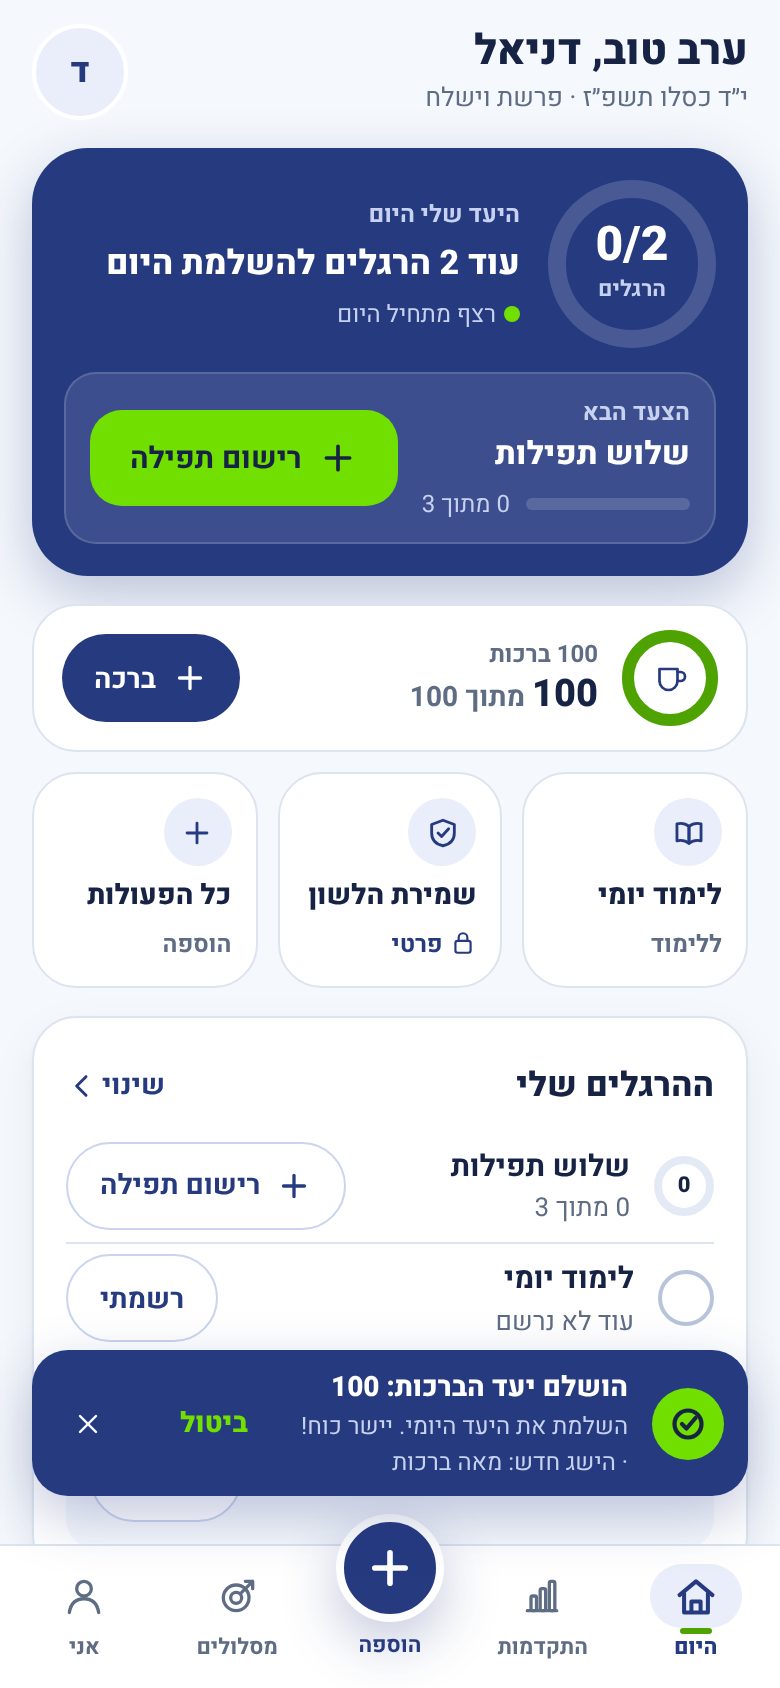 ערב טוב, דניאל
ד
י״ד כסלו תשפ״ז · פרשת וישלח
0/2
הרגלים
היעד שלי היום
עוד 2 הרגלים להשלמת היום
רצף מתחיל היום
הצעד הבא
שלוש תפילות
0 מתוך 3
רישום תפילה
100 ברכות
100 מתוך 100
ברכה
לימוד יומי
ללימוד
שמירת הלשון
פרטי
כל הפעולות
הוספה
ההרגלים שלי
שינוי
0
שלוש תפילות
0 מתוך 3
רישום תפילה
לימוד יומי
עוד לא נרשם
רשמתי
הושלם יעד הברכות: 100
השלמת את היעד היומי. יישר כוח!
· הישג חדש: מאה ברכות
ביטול
היום
התקדמות
הוספה
מסלולים
אני